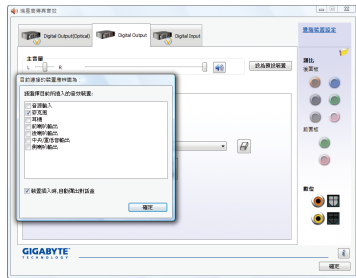 瑞昱高傳真音效
Digital Output(Optical)
Digital Output
Digital Input
進階裝置設定
主音量
L
R
設為預設裝置
類比
後面板
前面板
數位
目前連接的裝置應辨識為:
請選擇目前所插入的音效裝置:
音源輸入
麥克風
耳機
前喇叭輸出
後喇叭輸出
中央/重低音輸出
側喇叭輸出
裝置插入時,自動彈出對話盒
確定
GIGABYTE
TECHNOLOGY
確定